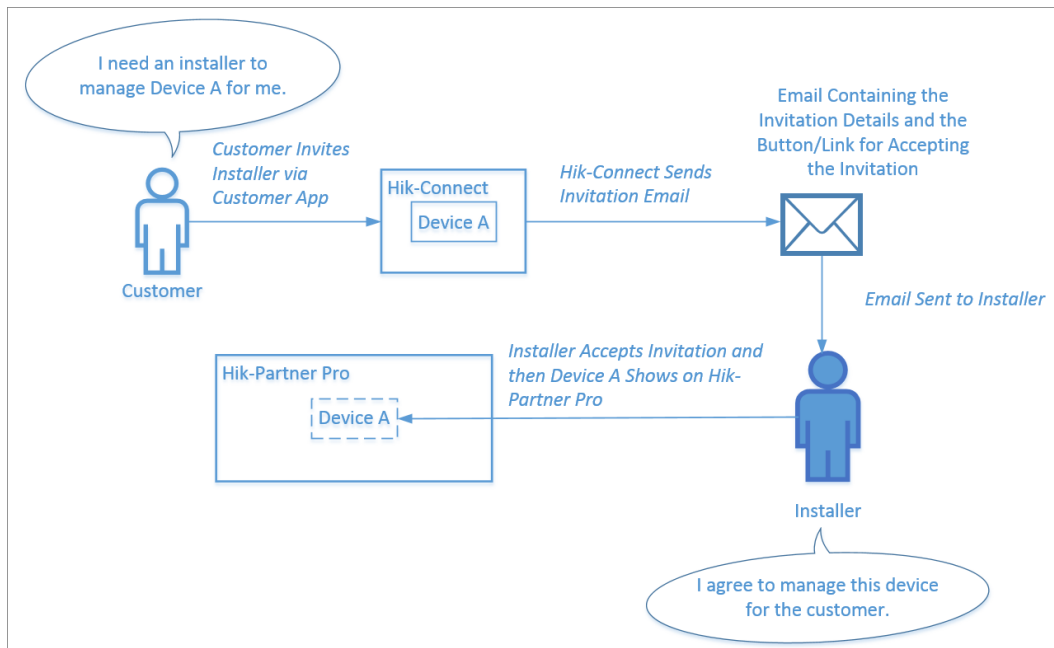 I need an installer to
manage Device A for me.
Customer Invites
Installer via
Customer App
Customer
Hik-Connect
Device A
Hik-Connect Sends
Invitation Email
Email Containing the
Invitation Details and the
Button/Link for Accepting
the Invitation
Email Sent to Installer
Installer Accepts Invitation and
then Device A Shows on Hik-
Partner Pro
Hik-Partner Pro
Device A
Installer
I agree to manage this device
for the customer.